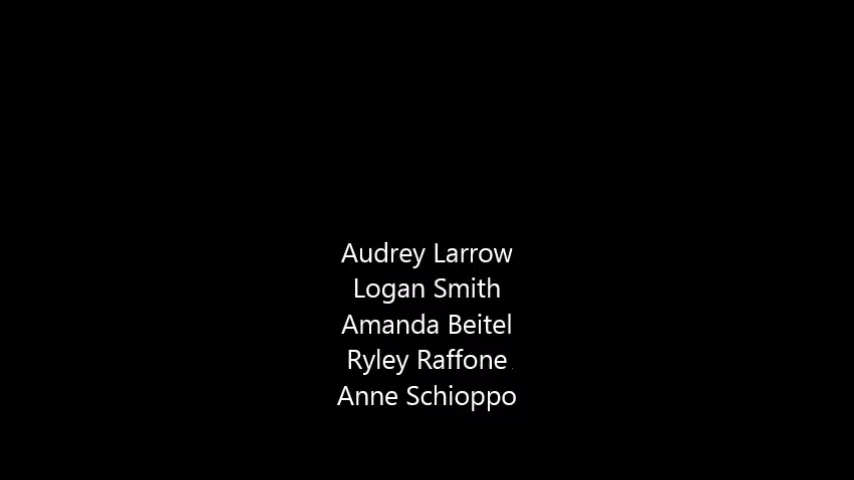 Audrey Larrow
Logan Smith
Amanda Beitel
Ryley Raffone
Anne Schioppo